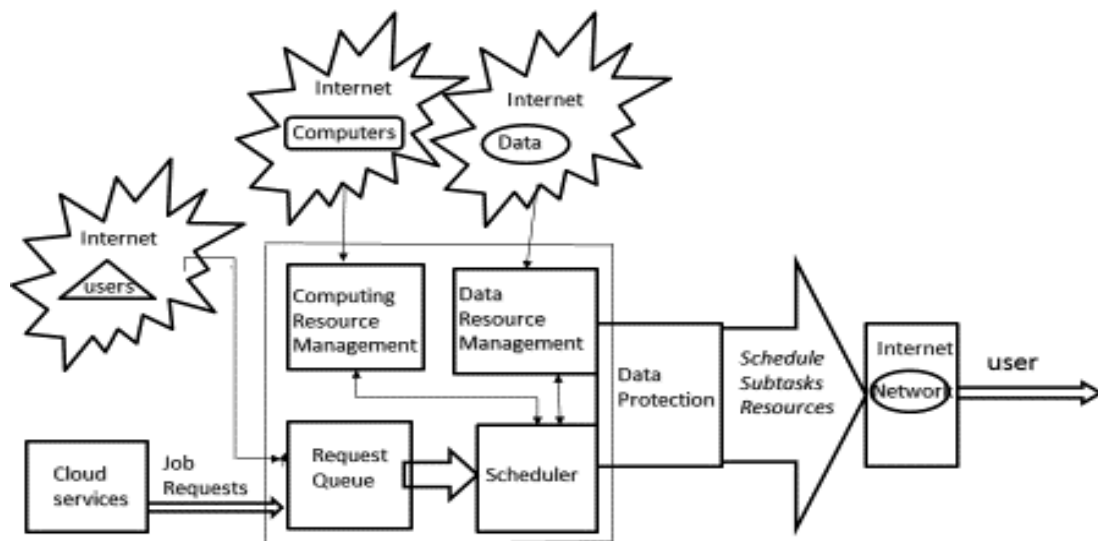 Internet
Computers
Internet
Data
Internet
users
Computing
Resource
Management
Data
Resource
Management
Data
Protection
Schedule
Subtasks
Resources
Internet
Network
user
Cloud
services
Job
Requests
Request
Queue
Scheduler